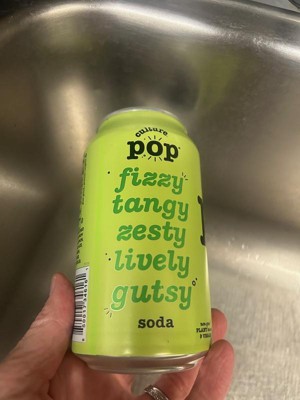 culture
pop
fizzy
tangy
zesty
lively
gutsy
soda